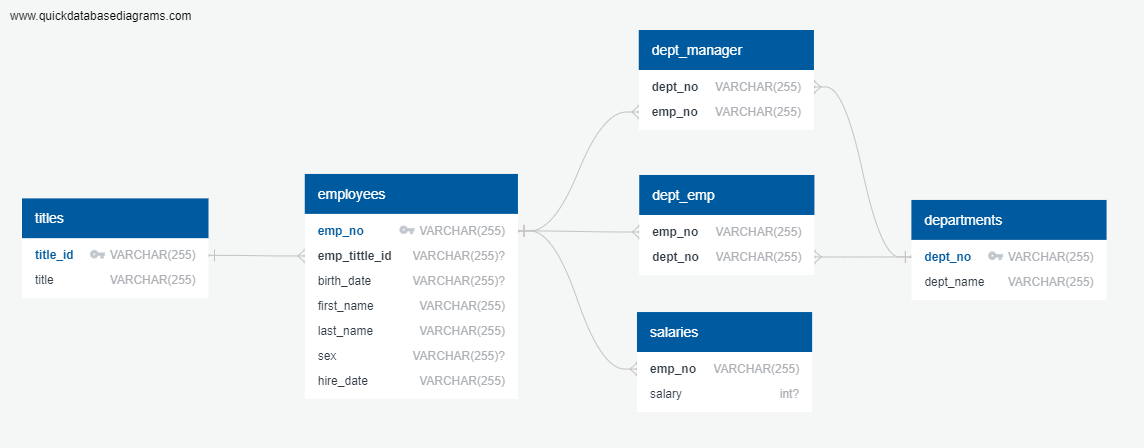 www.quickdatabasediagrams.com
titles
title_id VARCHAR(255)
title VARCHAR(255)
employees
emp_no VARCHAR(255)
emp_tittle_id VARCHAR(255)?
birth_date VARCHAR(255)?
first_name VARCHAR(255)
last_name VARCHAR(255)
sex VARCHAR(255)?
hire_date VARCHAR(255)
dept_manager
dept_no VARCHAR(255)
emp_no VARCHAR(255)
dept_emp
emp_no VARCHAR(255)
dept_no VARCHAR(255)
salaries
emp_no VARCHAR(255)
salary int?
departments
dept_no VARCHAR(255)
dept_name VARCHAR(255)